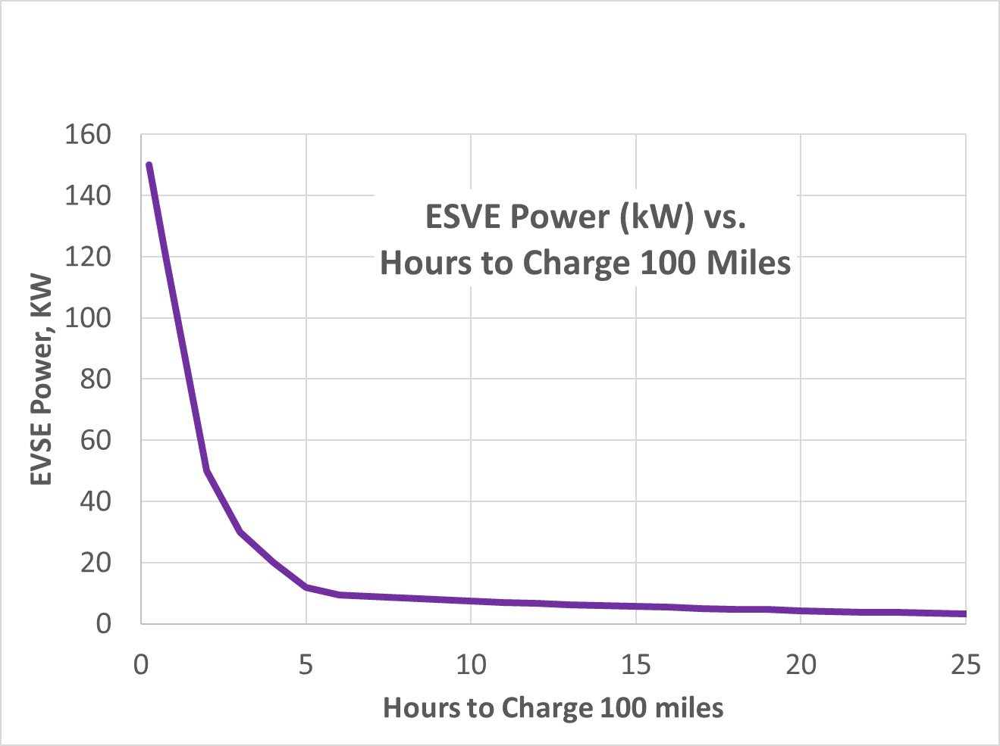 ESVE Power (kW) vs.
Hours to Charge 100 Miles
EVSE Power, KW
160
140
120
100
80
60
40
20
0
0 5 10 15 20 25
Hours to Charge 100 miles